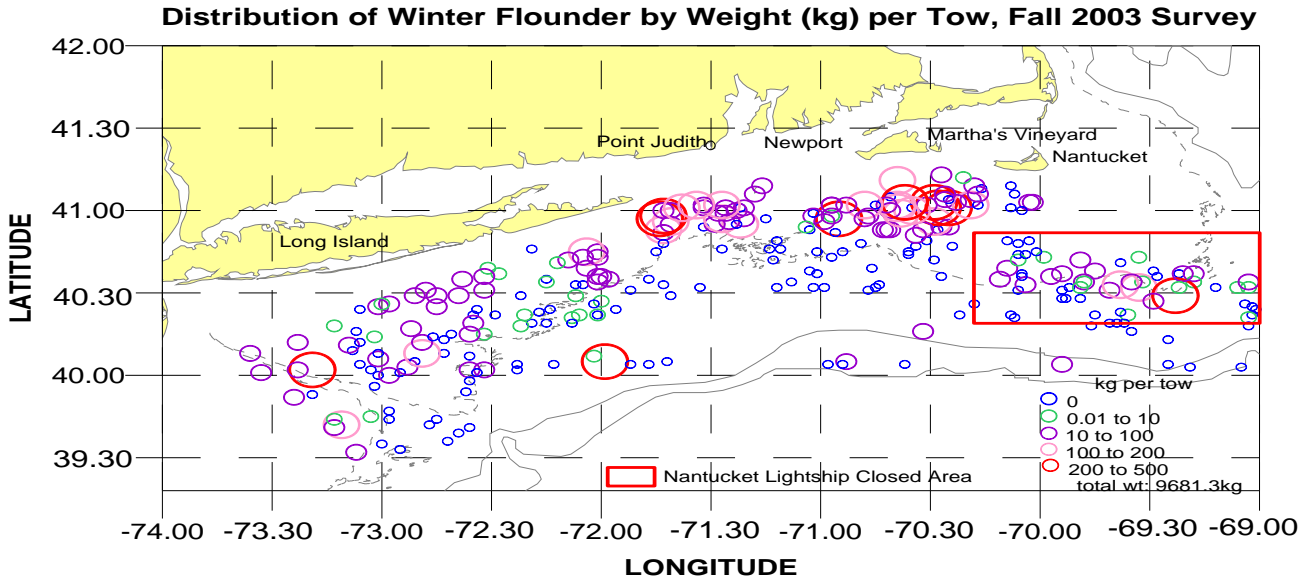 Distribution of Winter Flounder by Weight (kg) per Tow, Fall 2003 Survey
42.00
41.30
Point Judith
Newport
Martha's Vineyard
Nantucket
41.00
Long Island
LATITUDE
40.30
40.00
kg per tow
0
0.01 to 10
10 to 100
100 to 200
200 to 500
total wt: 9681.3kg
39.30
Nantucket Lightship Closed Area
-74.00 -73.30 -73.00 -72.30 -72.00 -71.30 -71.00 -70.30 -70.00 -69.30 -69.00
LONGITUDE